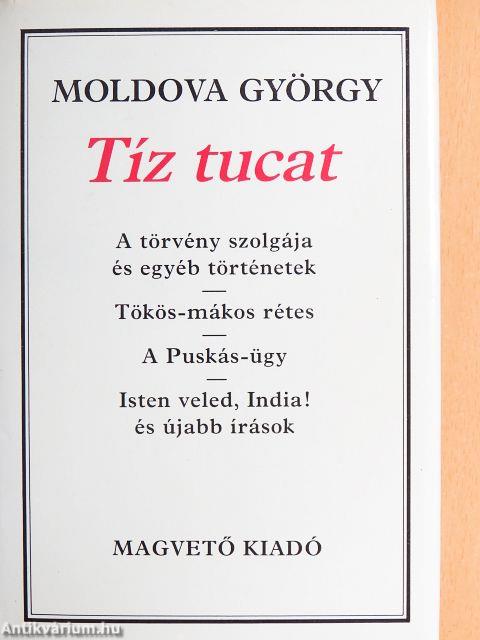 MOLDOVA GYÖRGY
Tíz tucat
A törvény szolgája
és egyéb történetek
Tökös-mákos rétes
A Puskás-ügy
Isten veled, India!
és újabb írások
MAGVETŐ KIADÓ
Antikvárium.hu